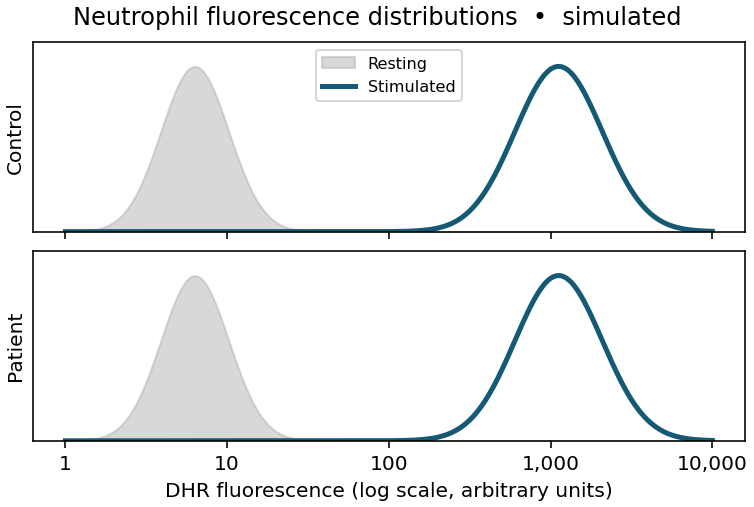 Neutrophil fluorescence distributions • simulated
Control
Resting
Stimulated
Patient
1 10 100 1,000 10,000
DHR fluorescence (log scale, arbitrary units)